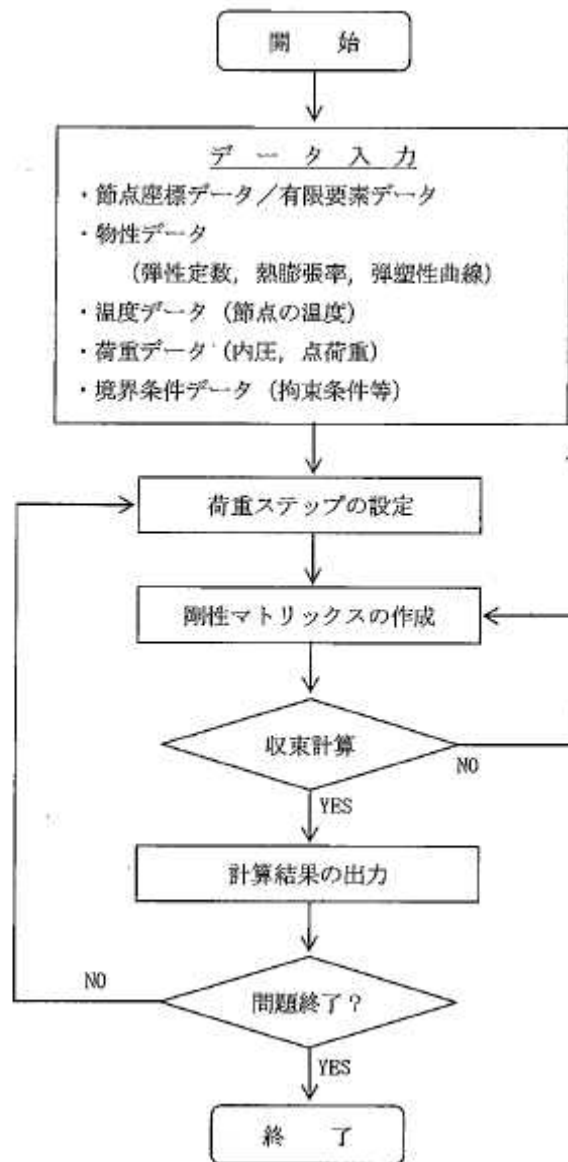 開 始
データ入力
・節点座標データ／有限要素データ
・物性データ
（弾性定数，熱膨張率，弾塑性曲線）
・温度データ（節点の温度）
・荷重データ（内圧，点荷重）
・境界条件データ（拘束条件等）
荷重ステップの設定
剛性マトリックスの作成
収束計算
NO
YES
計算結果の出力
NO
問題終了？
YES
終 了